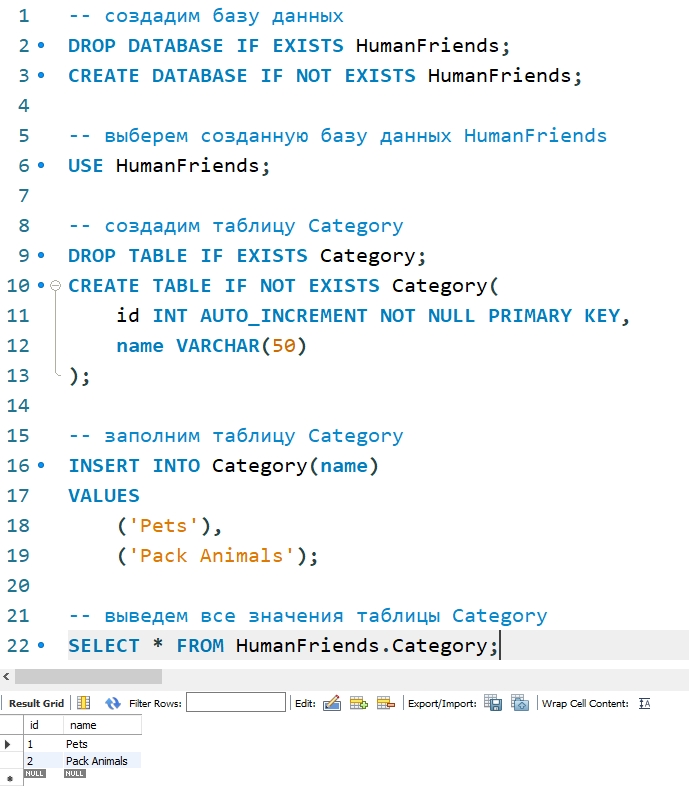 1 -- создадим базу данных
2 DROP DATABASE IF EXISTS HumanFriends;
3 CREATE DATABASE IF NOT EXISTS HumanFriends;
4
5 -- выберем созданную базу данных HumanFriends
6 USE HumanFriends;
7
8 -- создадим таблицу Category
9 DROP TABLE IF EXISTS Category;
10 CREATE TABLE IF NOT EXISTS Category(
11 id INT AUTO_INCREMENT NOT NULL PRIMARY KEY,
12 name VARCHAR(50)
13 );
14
15 -- заполним таблицу Category
16 INSERT INTO Category(name)
17 VALUES
18 ('Pets'),
19 ('Pack Animals');
20
21 -- выведем все значения таблицы Category
22 SELECT * FROM HumanFriends.Category;
Result Grid Filter Rows: Edit: Export/Import: Wrap Cell Content: IA
id name
1 Pets
2 Pack Animals
NULL NULL